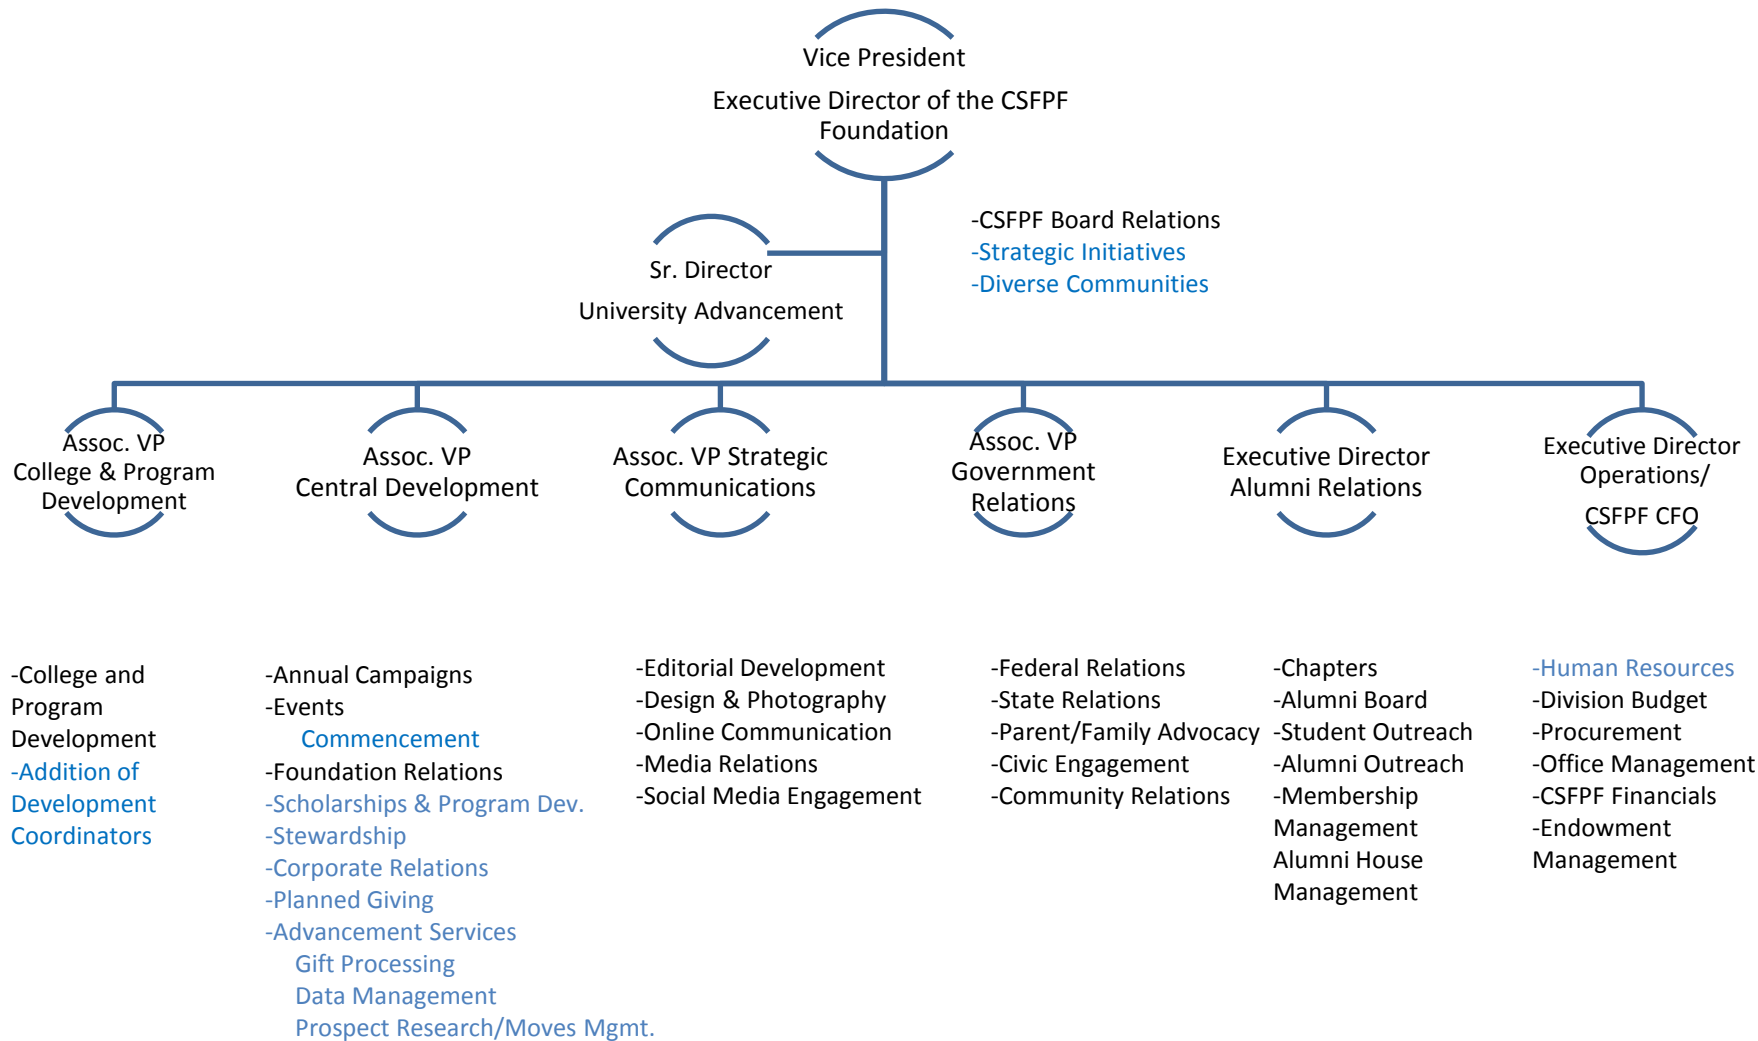 Vice President
Executive Director of the CSFPF
Foundation
-CSFPF Board Relations
-Strategic Initiatives
-Diverse Communities
Sr. Director
University Advancement
Assoc. VP
College & Program
Development
Assoc. VP
Central Development
Assoc. VP Strategic
Communications
Assoc. VP
Government
Relations
Executive Director
Alumni Relations
Executive Director
Operations/
CSFPF CFO
-College and
Program
Development
-Addition of
Development
Coordinators
-Annual Campaigns
-Events
Commencement
-Foundation Relations
-Scholarships & Program Dev.
-Stewardship
-Corporate Relations
-Planned Giving
-Advancement Services
Gift Processing
Data Management
Prospect Research/Moves Mgmt.
-Editorial Development
-Design & Photography
-Online Communication
-Media Relations
-Social Media Engagement
-Federal Relations
-State Relations
-Parent/Family Advocacy
-Civic Engagement
-Community Relations
-Chapters
-Alumni Board
-Student Outreach
-Alumni Outreach
-Membership
Management
Alumni House
Management
-Human Resources
-Division Budget
-Procurement
-Office Management
-CSFPF Financials
-Endowment
Management